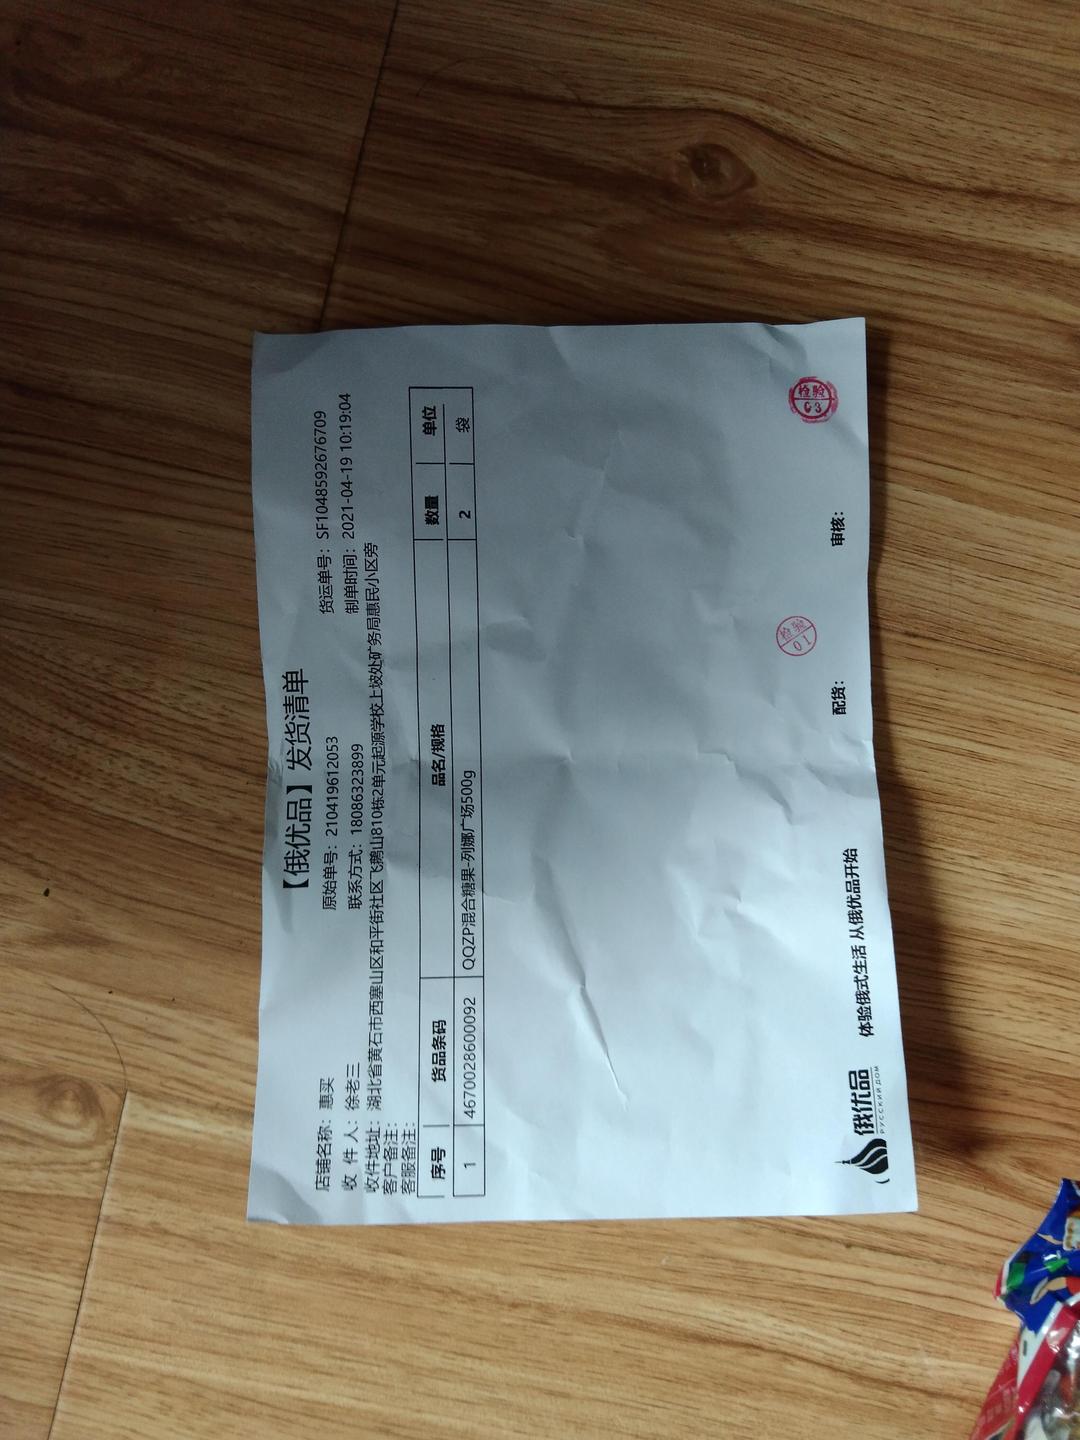 【俄优品】发货清单
店铺名称：惠买 原始单号：210419612053 货运单号：SF1048592676709
收 件 人：徐老三 联系方式：18086323899 制单时间：2021-04-19 10:19:04
收件地址：湖北省黄石市西塞山区和平街社区飞鹅山810栋2单元起源学校上坡处矿务局惠民小区旁
客户备注：
客服备注：
序号 货品条码 品名/规格 数量 单位
1 4670028600092 QQZP混合糖果-列娜广场500g 2 袋
检验 01
检验 03
配货： 审核：
俄优品 体验俄式生活 从俄优品开始
РУССКИЙ ДОМ